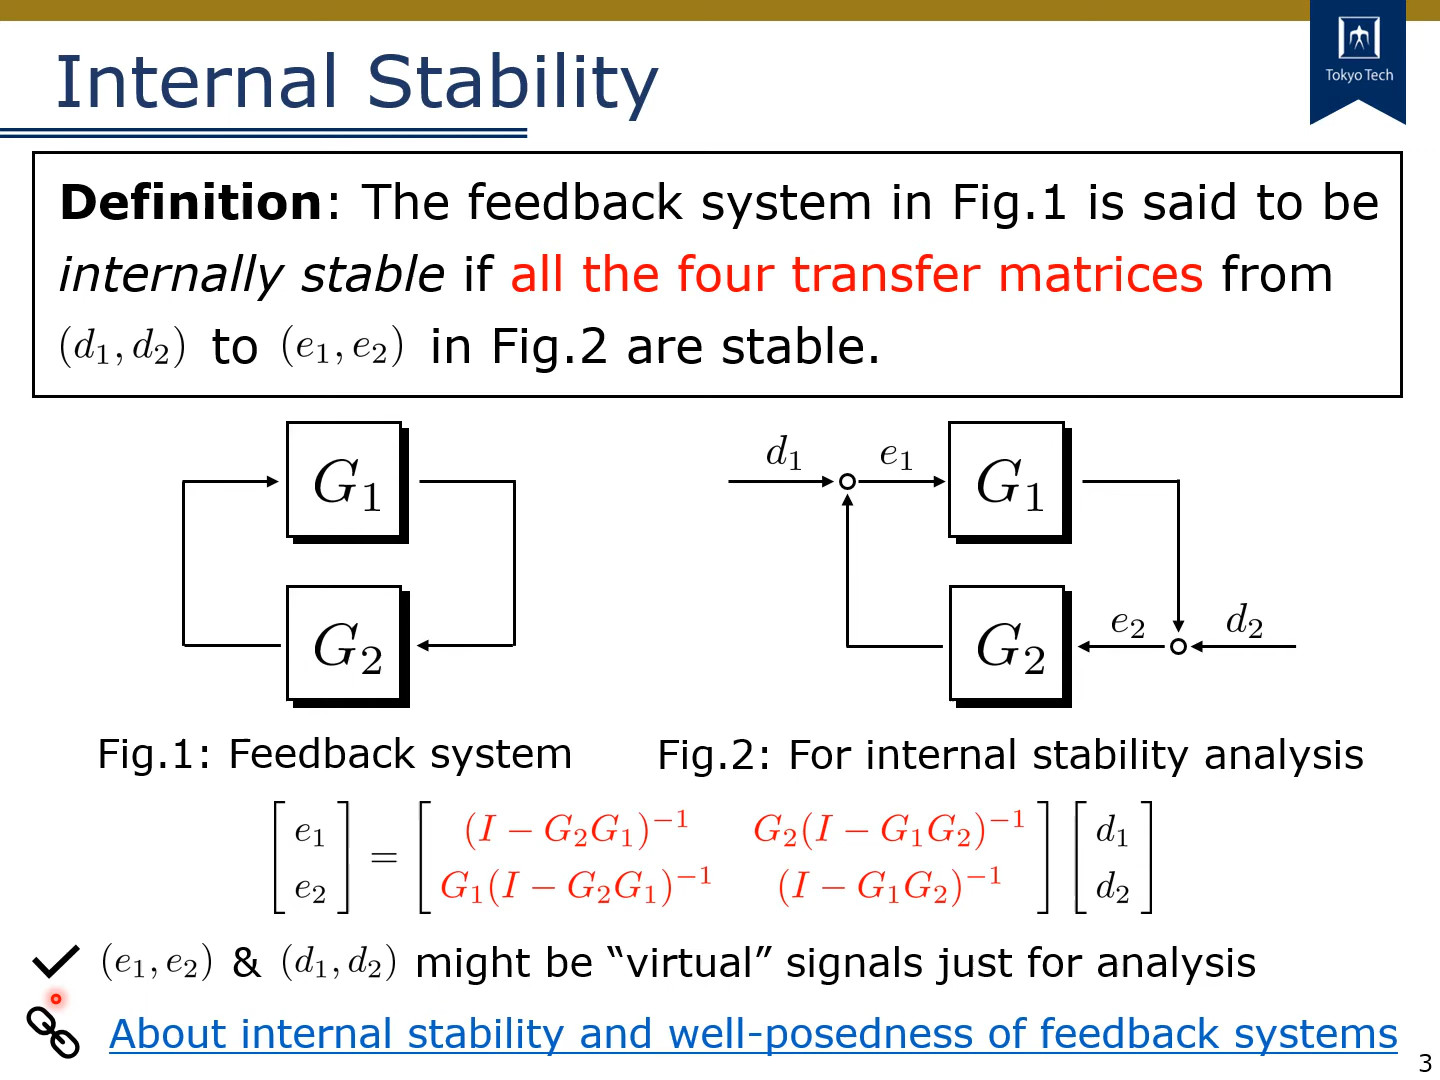 Internal Stability
Tokyo Tech
Definition: The feedback system in Fig.1 is said to be
internally stable if all the four transfer matrices from
(d₁, d₂) to (e₁, e₂) in Fig.2 are stable.
G₁
G₂
d₁ e₁ G₁
G₂ e₂ d₂
Fig.1: Feedback system
Fig.2: For internal stability analysis
[e₁ e₂] = [(I − G₂G₁)⁻¹ G₂(I − G₁G₂)⁻¹ G₁(I − G₂G₁)⁻¹ (I − G₁G₂)⁻¹] [d₁ d₂]
✓ (e₁, e₂) & (d₁, d₂) might be “virtual” signals just for analysis
About internal stability and well-posedness of feedback systems
3